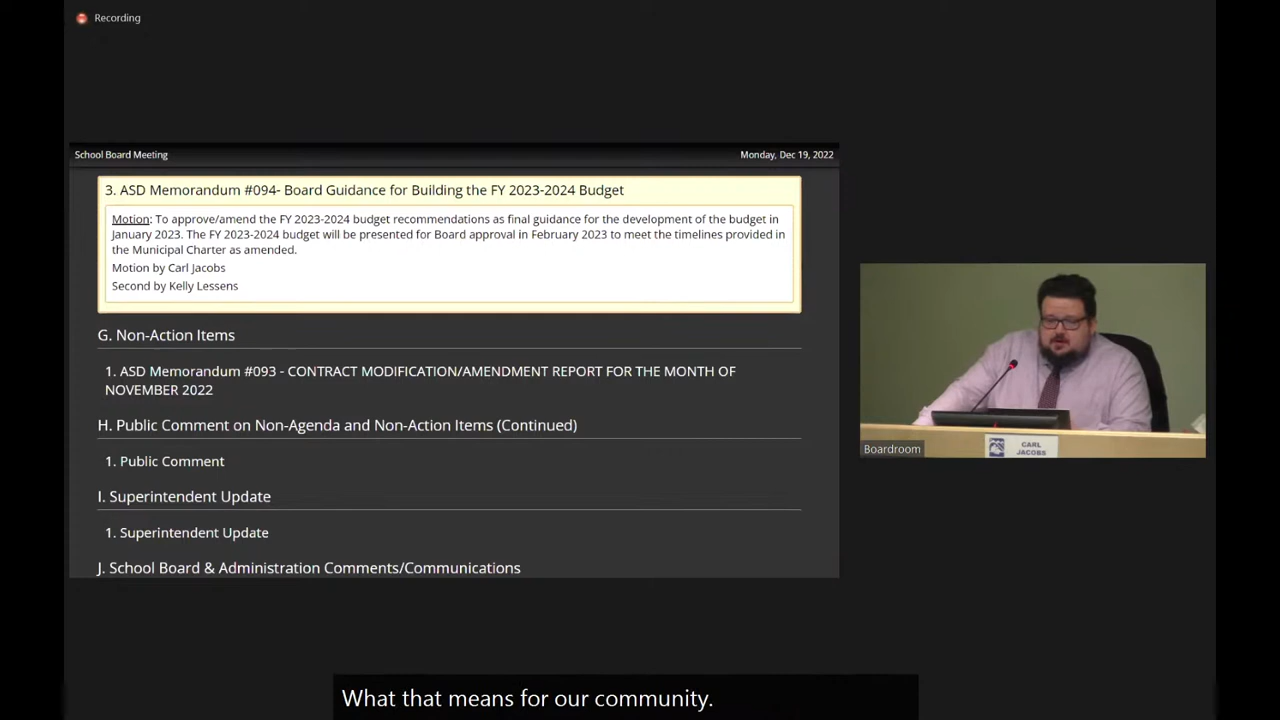 Recording
School Board Meeting
Monday, Dec 19, 2022
3. ASD Memorandum #094- Board Guidance for Building the FY 2023-2024 Budget
Motion: To approve/amend the FY 2023-2024 budget recommendations as final guidance for the development of the budget in
January 2023. The FY 2023-2024 budget will be presented for Board approval in February 2023 to meet the timelines provided in
the Municipal Charter as amended.
Motion by Carl Jacobs
Second by Kelly Lessens
G. Non-Action Items
1. ASD Memorandum #093 - CONTRACT MODIFICATION/AMENDMENT REPORT FOR THE MONTH OF
NOVEMBER 2022
H. Public Comment on Non-Agenda and Non-Action Items (Continued)
1. Public Comment
I. Superintendent Update
1. Superintendent Update
J. School Board & Administration Comments/Communications
CARL
JACOBS
Boardroom
What that means for our community.